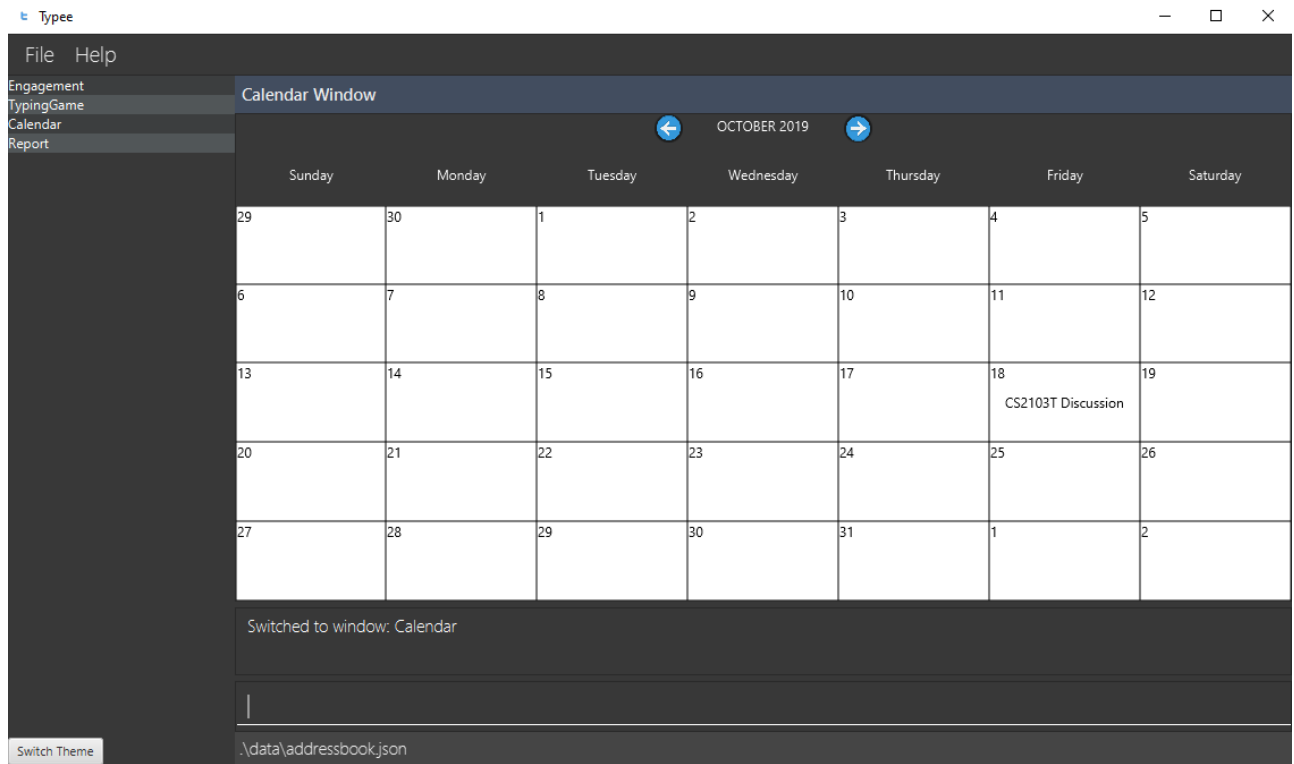 Typee
File Help
Engagement
TypingGame
Calendar
Report
Calendar Window
OCTOBER 2019
Sunday Monday Tuesday Wednesday Thursday Friday Saturday
29 30 1 2 3 4 5
6 7 8 9 10 11 12
13 14 15 16 17 18 19
CS2103T Discussion
20 21 22 23 24 25 26
27 28 29 30 31 1 2
Switched to window: Calendar
Switch Theme
.\data\addressbook.json